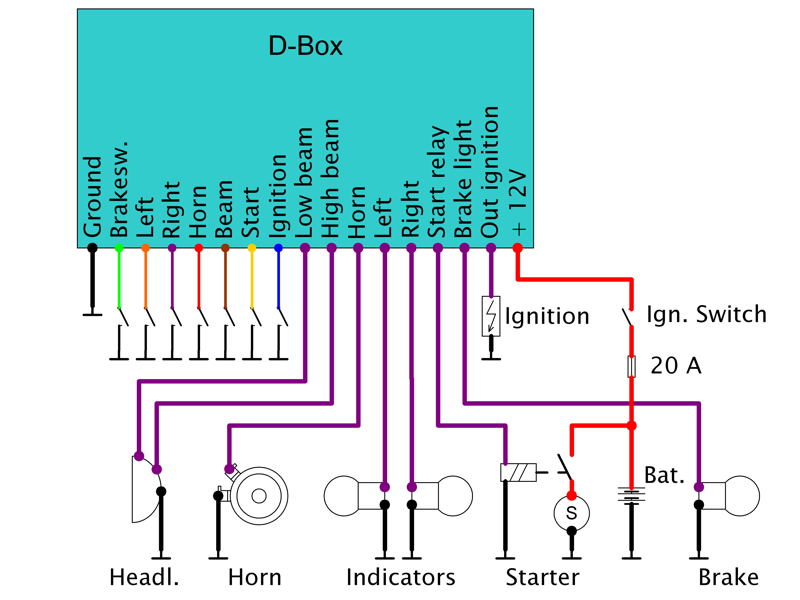 D-Box
Ground
Brakesw.
Left
Right
Horn
Beam
Start
Ignition
Low beam
High beam
Horn
Left
Right
Start relay
Brake light
Out ignition
+ 12V
Ignition
Ign. Switch
20 A
Bat.
S
Headl.
Horn
Indicators
Starter
Brake